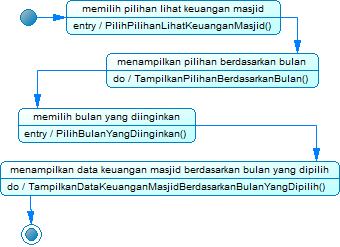 memilih pilihan lihat keuangan masjid
entry / PilihPilihanLihatKeuanganMasjid()
menampilkan pilihan berdasarkan bulan
do / TampilkanPilihanBerdasarkanBulan()
memilih bulan yang diinginkan
entry / PilihBulanYangDiinginkan()
menampilkan data keuangan masjid berdasarkan bulan yang dipilih
do / TampilkanDataKeuanganMasjidBerdasarkanBulanYangDipilih()